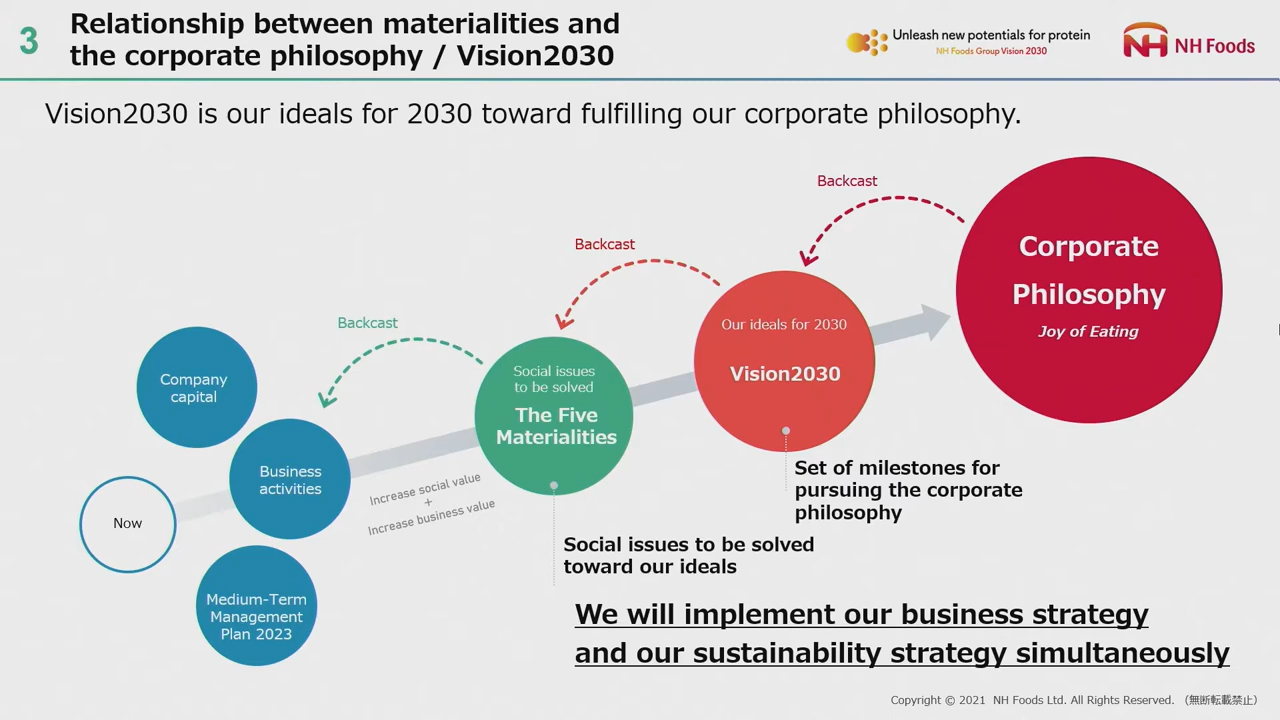 3
Relationship between materialities and
the corporate philosophy / Vision2030
Unleash new potentials for protein
NH Foods Group Vision 2030
NH Foods
Vision2030 is our ideals for 2030 toward fulfilling our corporate philosophy.
Backcast
Corporate
Philosophy
Joy of Eating
Backcast
Our ideals for 2030
Vision2030
Backcast
Social issues
to be solved
The Five
Materialities
Company
capital
Business
activities
Now
Medium-Term
Management
Plan 2023
Increase social value
+
Increase business value
Set of milestones for
pursuing the corporate
philosophy
Social issues to be solved
toward our ideals
We will implement our business strategy
and our sustainability strategy simultaneously
Copyright © 2021 NH Foods Ltd. All Rights Reserved. （無断転載禁止）